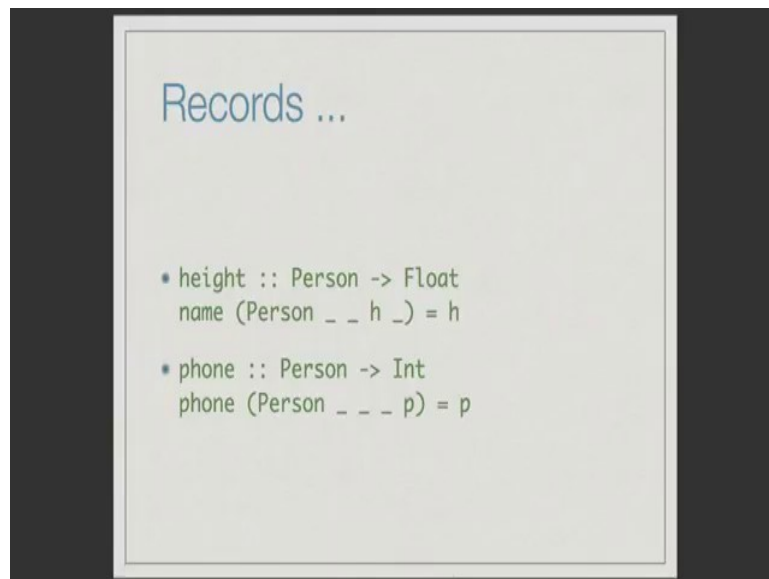 Records ...
• height :: Person -> Float
name (Person _ _ h _) = h
• phone :: Person -> Int
phone (Person _ _ _ p) = p